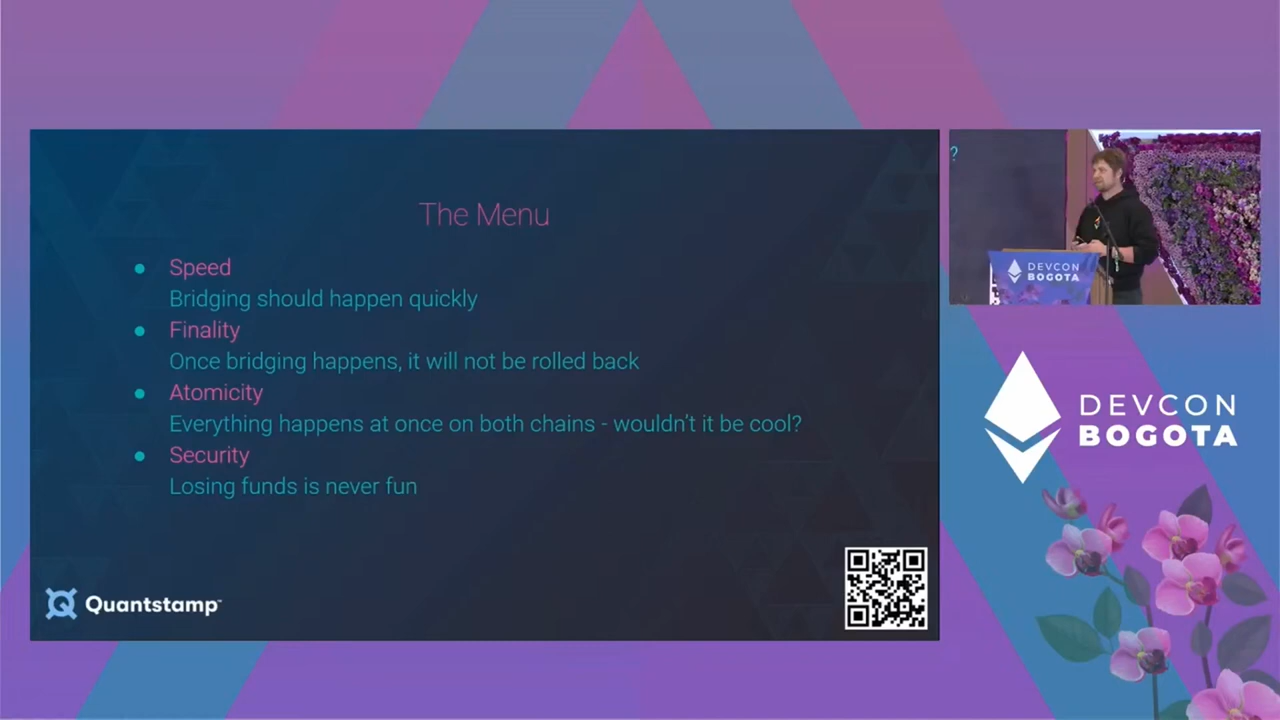 The Menu
Speed
Bridging should happen quickly
Finality
Once bridging happens, it will not be rolled back
Atomicity
Everything happens at once on both chains - wouldn't it be cool?
Security
Losing funds is never fun
Quantstamp™
?
DEVCON
BOGOTA
DEVCON
BOGOTA